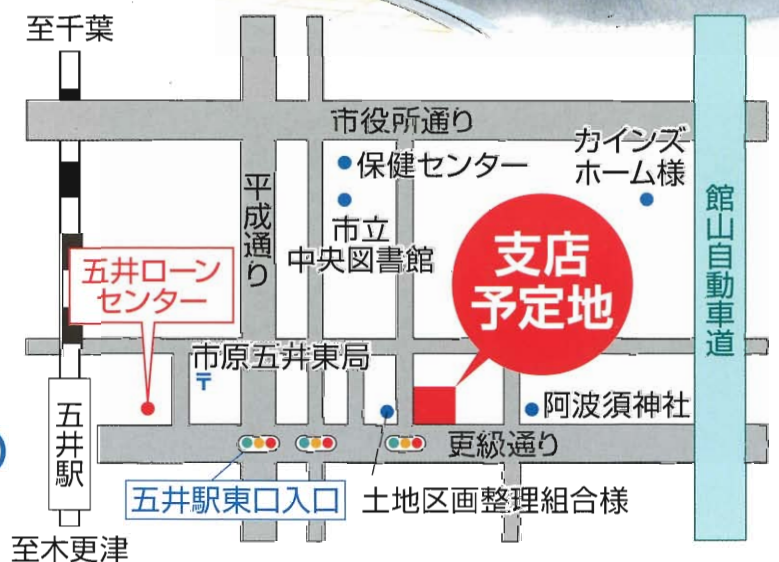 至千葉
市役所通り
カインズ
ホーム様
保健センター
平成通り
市立
中央図書館
館山自動車道
支店
予定地
五井ローン
センター
市原五井東局
〒
阿波須神社
五井駅
更級通り
五井駅東口入口
土地区画整理組合様
至木更津